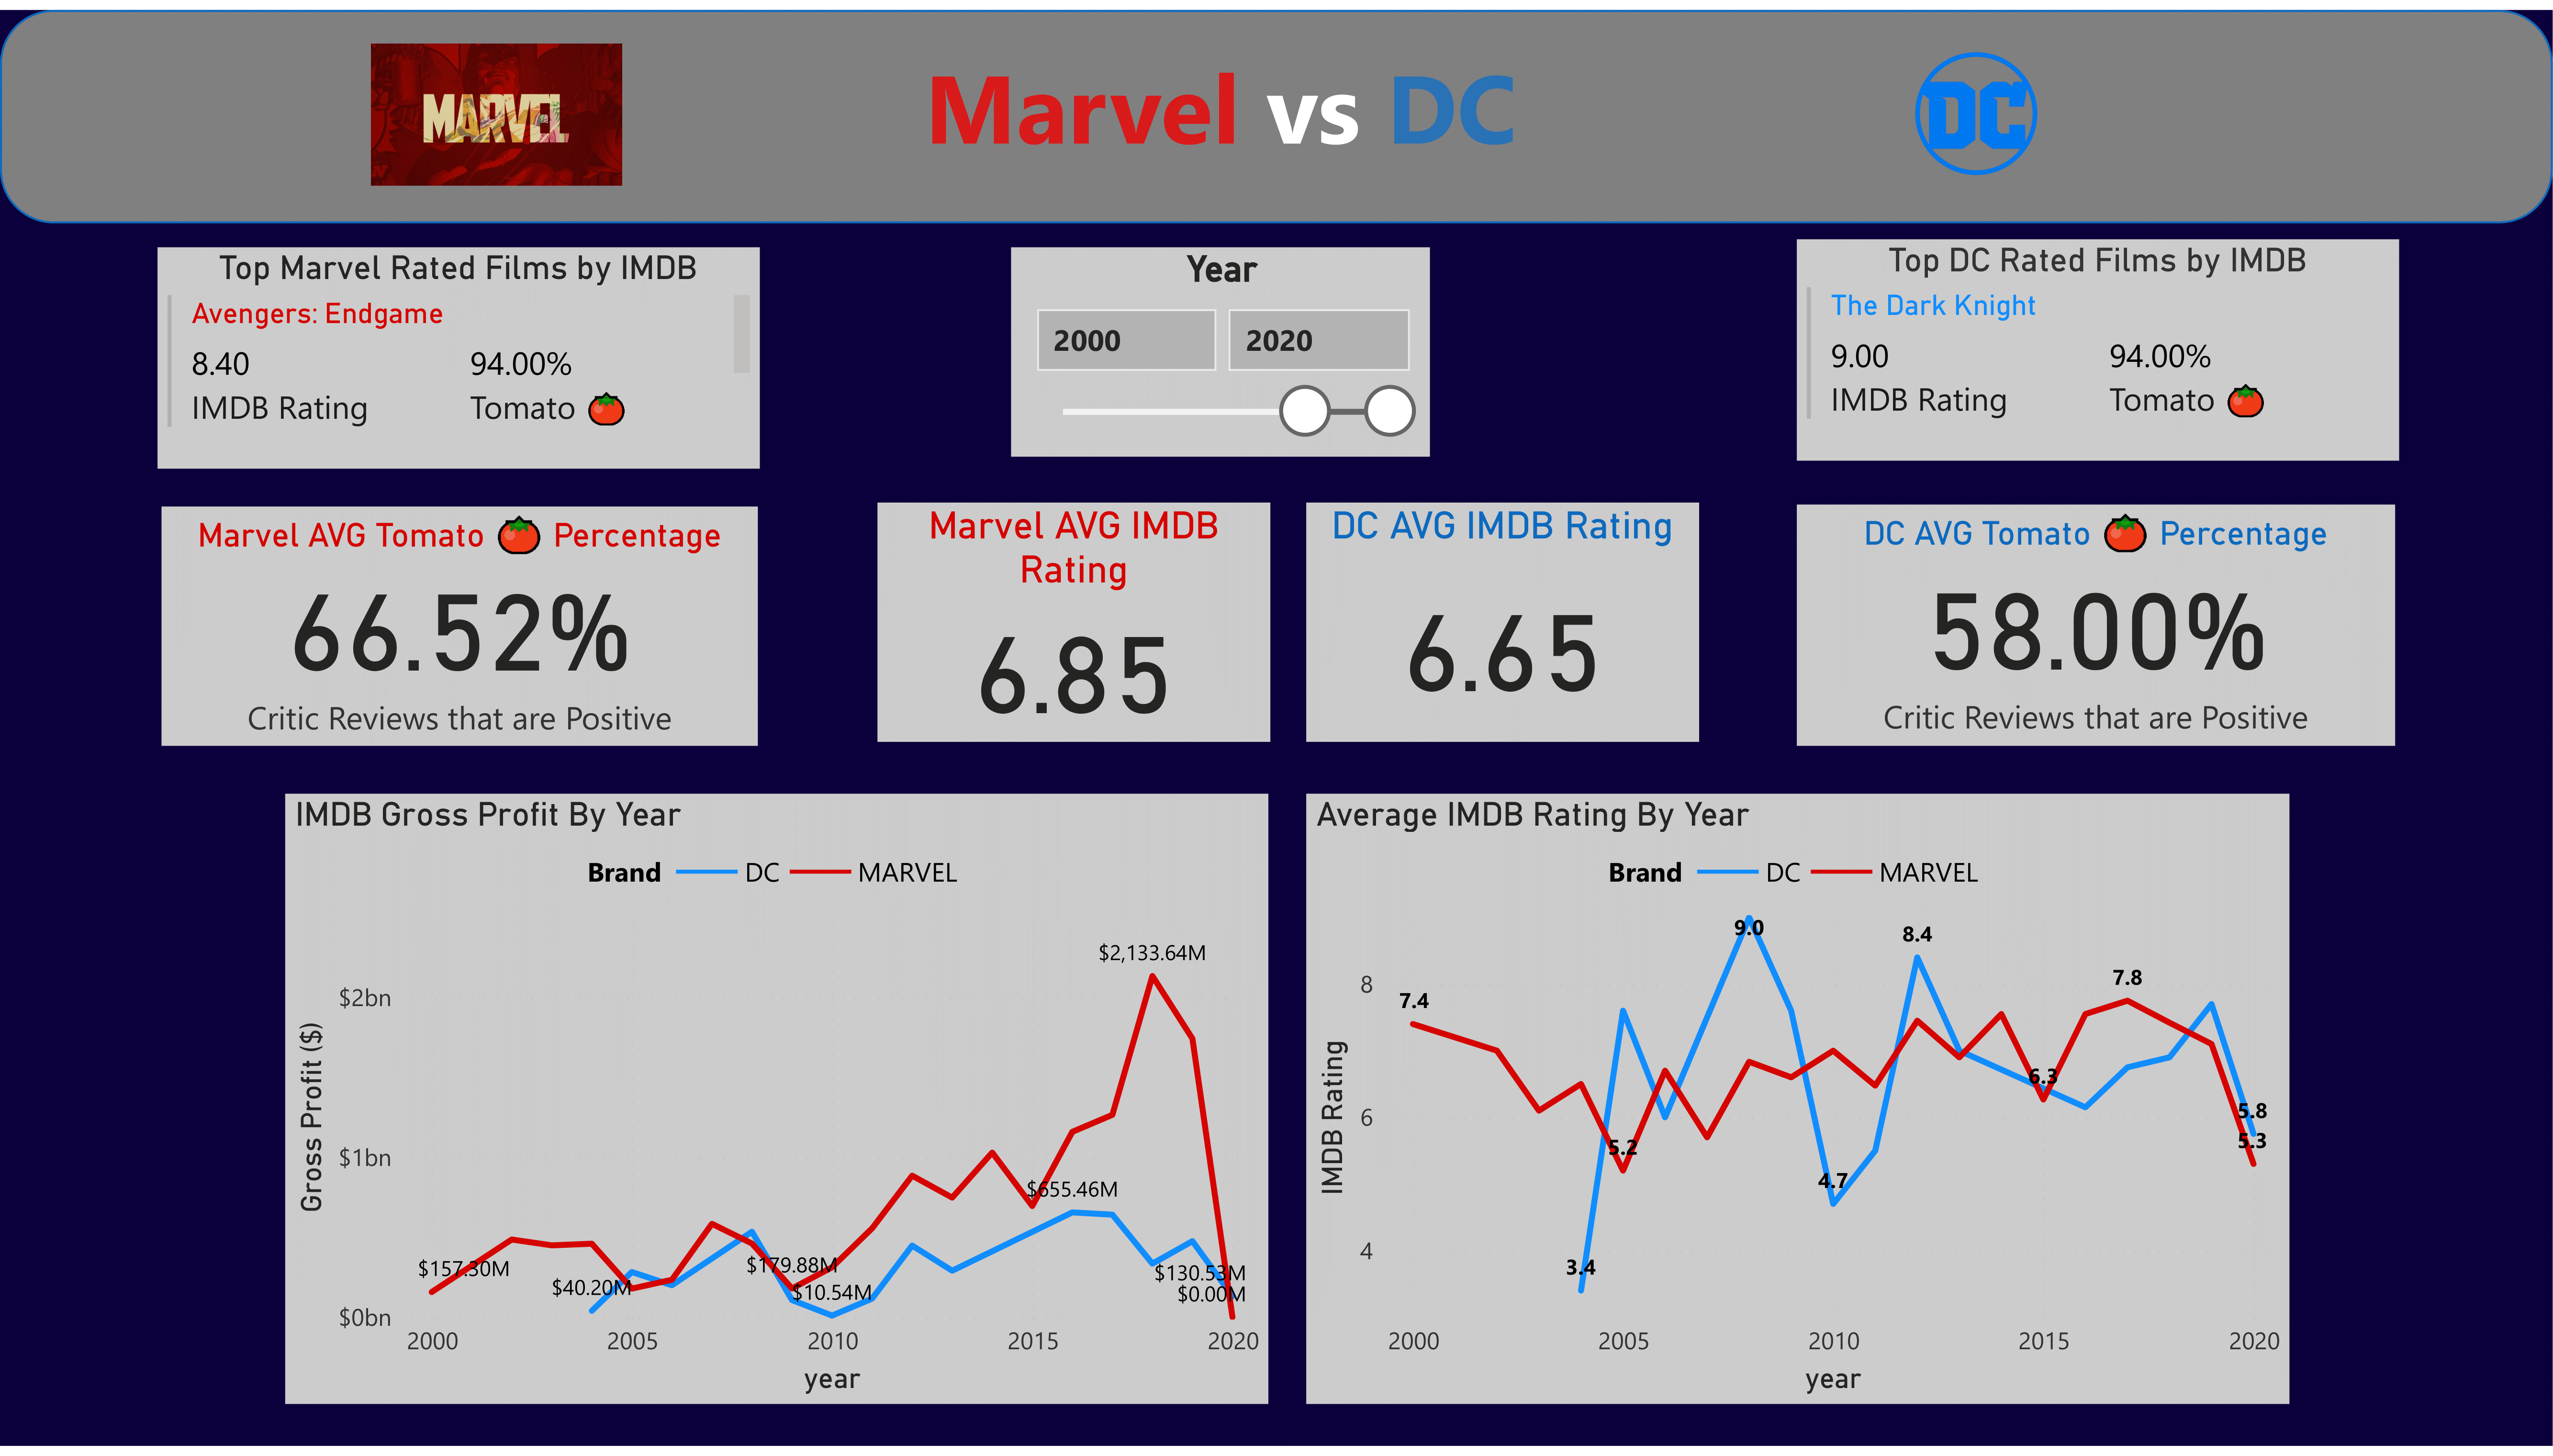 MARVEL
Marvel vs DC
DC
Top Marvel Rated Films by IMDB
Avengers: Endgame
8.40 94.00%
IMDB Rating Tomato 🍅
Year
2000 2020
Top DC Rated Films by IMDB
The Dark Knight
9.00 94.00%
IMDB Rating Tomato 🍅
Marvel AVG Tomato 🍅 Percentage
66.52%
Critic Reviews that are Positive
Marvel AVG IMDB
Rating
6.85
DC AVG IMDB Rating
6.65
DC AVG Tomato 🍅 Percentage
58.00%
Critic Reviews that are Positive
IMDB Gross Profit By Year
Brand DC MARVEL
Gross Profit ($)
$2bn
$1bn
$0bn
$2,133.64M
$655.46M
$157.30M
$179.88M
$130.53M
$40.20M
$10.54M
$0.00M
2000 2005 2010 2015 2020
year
Average IMDB Rating By Year
Brand DC MARVEL
IMDB Rating
8
6
4
9.0
8.4
7.8
7.4
6.3
5.8
5.2
5.3
4.7
3.4
2000 2005 2010 2015 2020
year